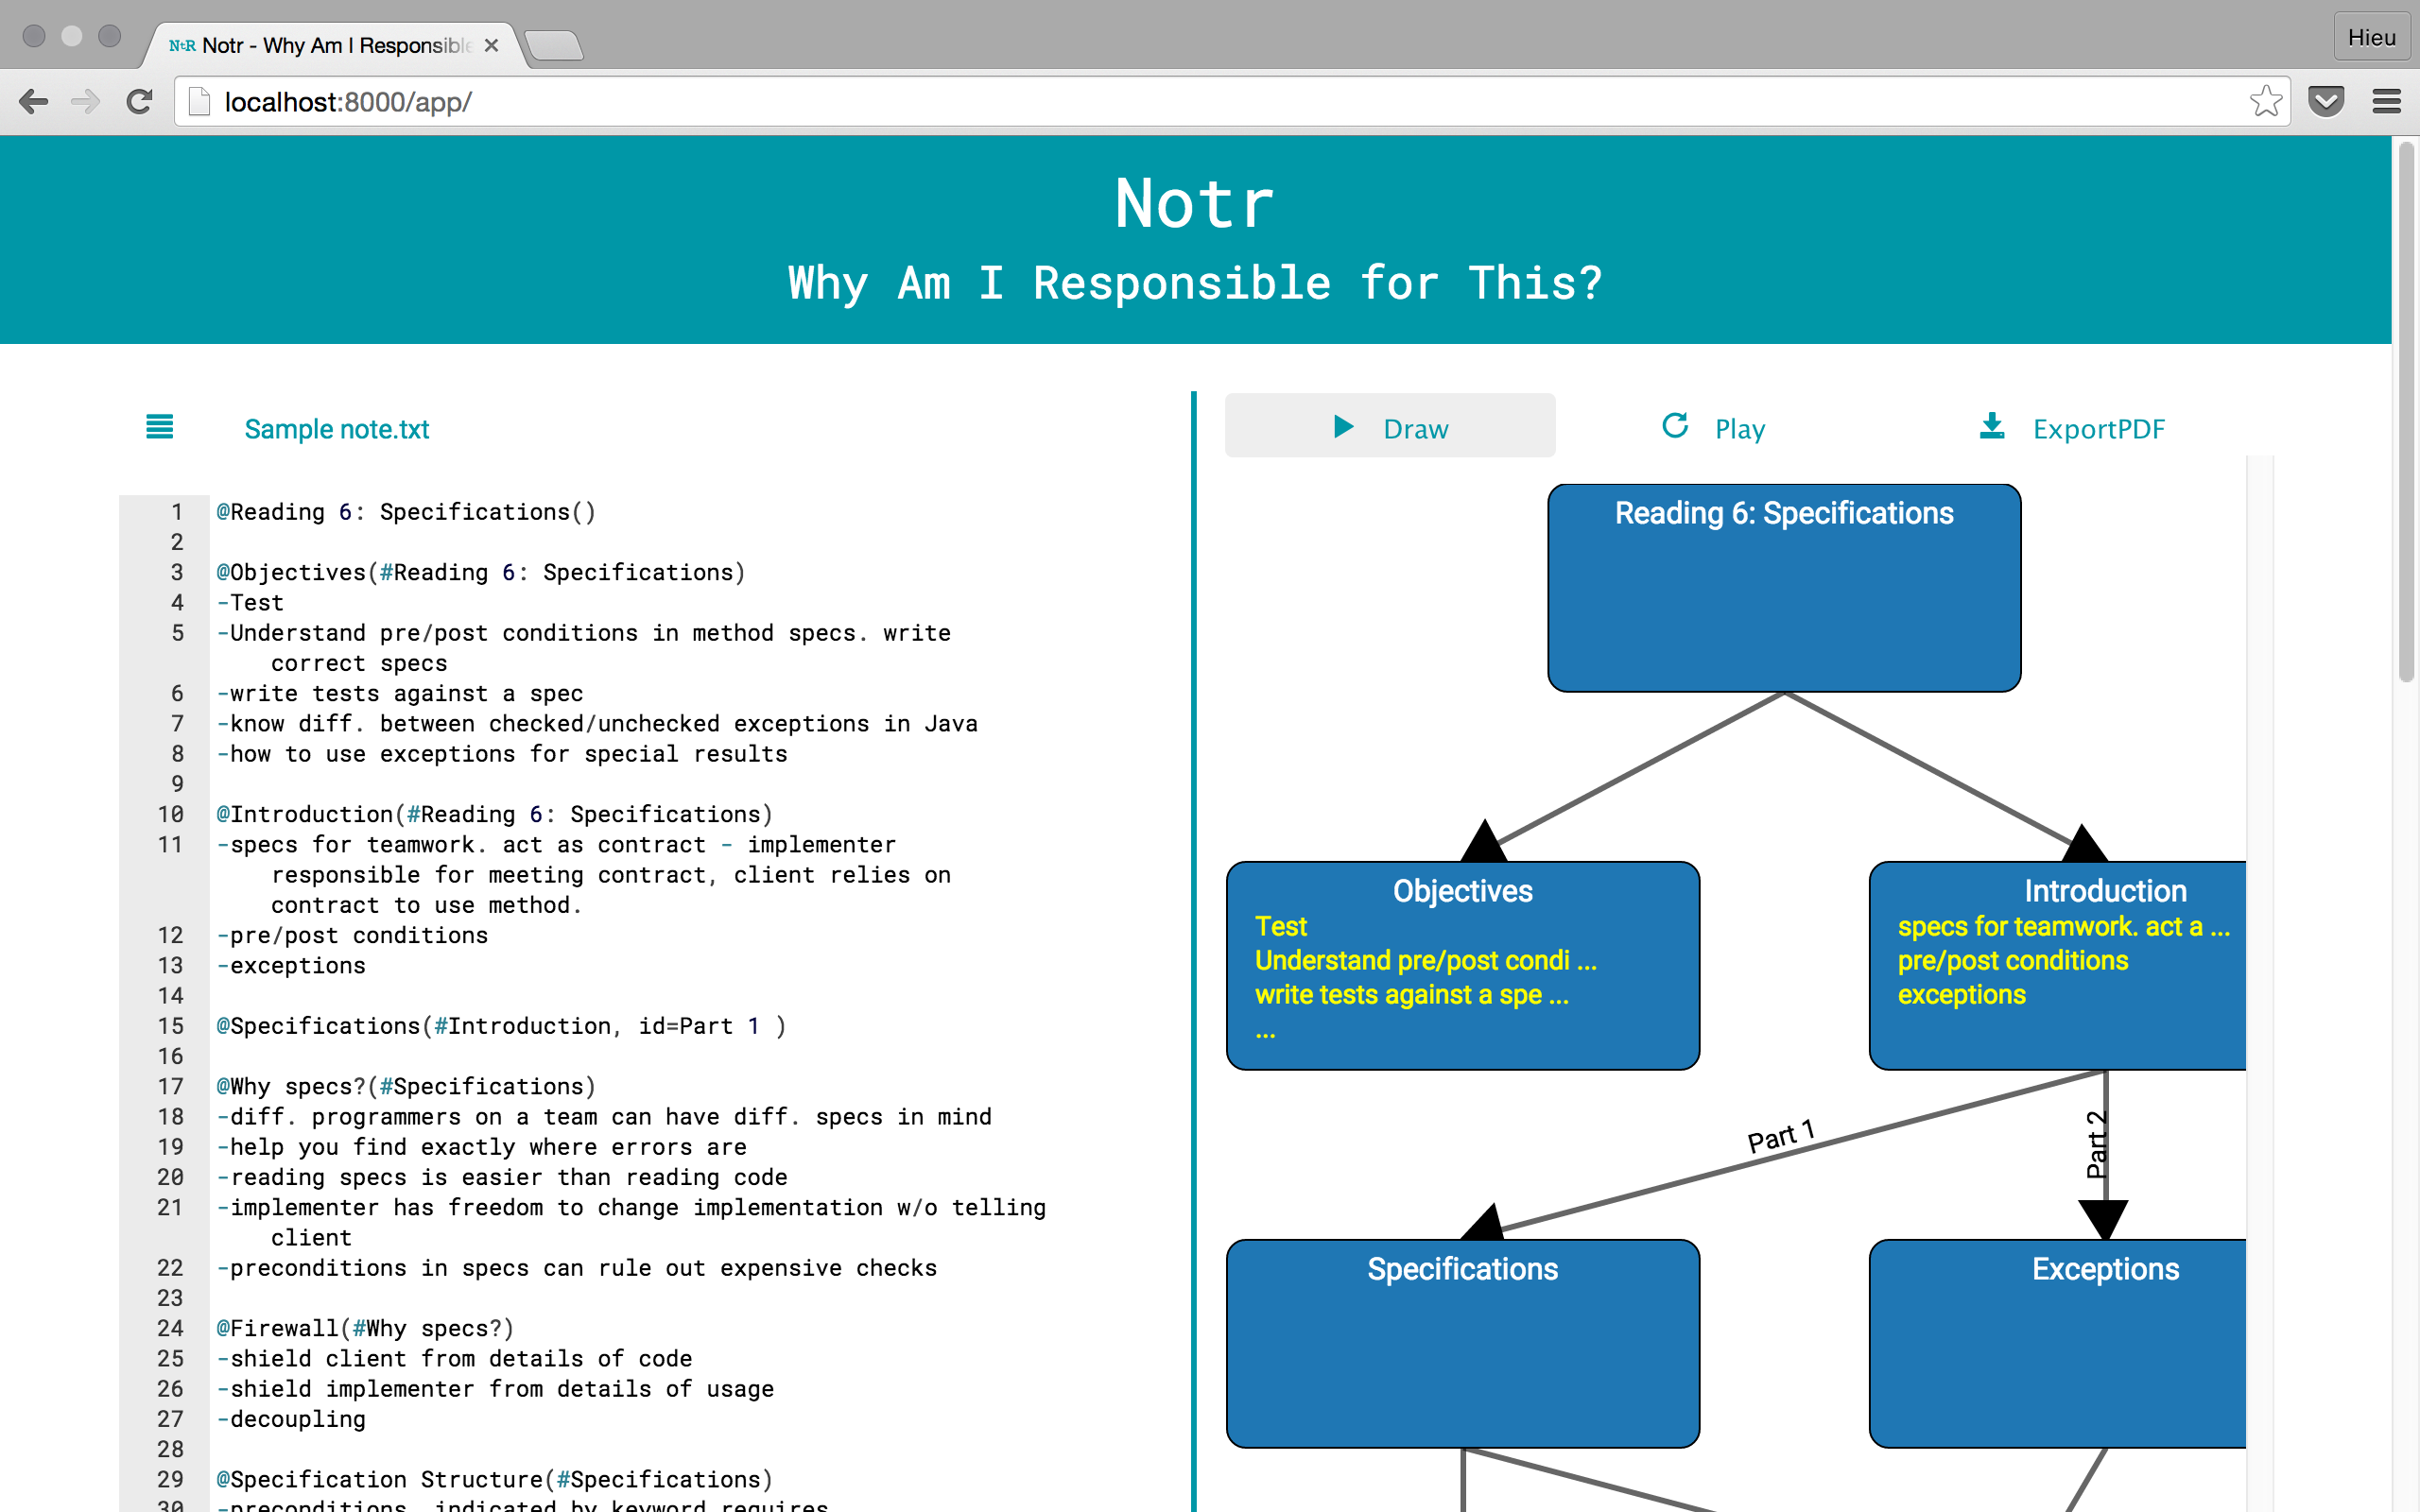 NtR Notr - Why Am I Responsible
Hieu
localhost:8000/app/
Notr
Why Am I Responsible for This?
Sample note.txt
Draw
Play
ExportPDF
1 @Reading 6: Specifications()
2
3 @Objectives(#Reading 6: Specifications)
4 -Test
5 -Understand pre/post conditions in method specs. write
correct specs
6 -write tests against a spec
7 -know diff. between checked/unchecked exceptions in Java
8 -how to use exceptions for special results
9
10 @Introduction(#Reading 6: Specifications)
11 -specs for teamwork. act as contract - implementer
responsible for meeting contract, client relies on
contract to use method.
12 -pre/post conditions
13 -exceptions
14
15 @Specifications(#Introduction, id=Part 1 )
16
17 @Why specs?(#Specifications)
18 -diff. programmers on a team can have diff. specs in mind
19 -help you find exactly where errors are
20 -reading specs is easier than reading code
21 -implementer has freedom to change implementation w/o telling
client
22 -preconditions in specs can rule out expensive checks
23
24 @Firewall(#Why specs?)
25 -shield client from details of code
26 -shield implementer from details of usage
27 -decoupling
28
29 @Specification Structure(#Specifications)
30 -preconditions, indicated by keyword requires
Reading 6: Specifications
Objectives
Test
Understand pre/post condi ...
write tests against a spe ...
...
Introduction
specs for teamwork. act a ...
pre/post conditions
exceptions
Part 1
Part 2
Specifications
Exceptions